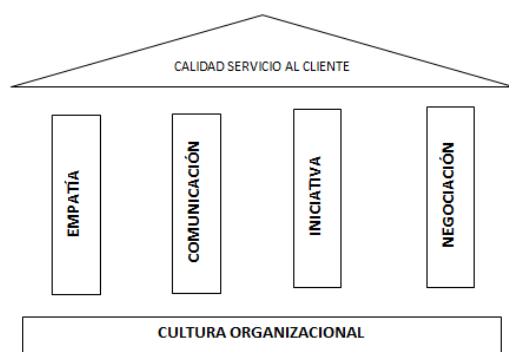 CALIDAD SERVICIO AL CLIENTE
EMPATÍA
COMUNICACIÓN
INICIATIVA
NEGOCIACIÓN
CULTURA ORGANIZACIONAL